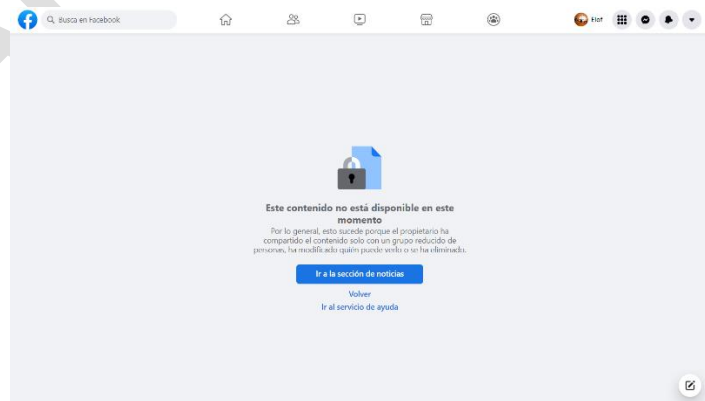 Busca en Facebook
Elof
Este contenido no está disponible en este
momento
Por lo general, esto sucede porque el propietario ha
compartido el contenido solo con un grupo reducido de
personas, ha modificado quién puede verlo o se ha eliminado.
Ir a la sección de noticias
Volver
Ir al servicio de ayuda